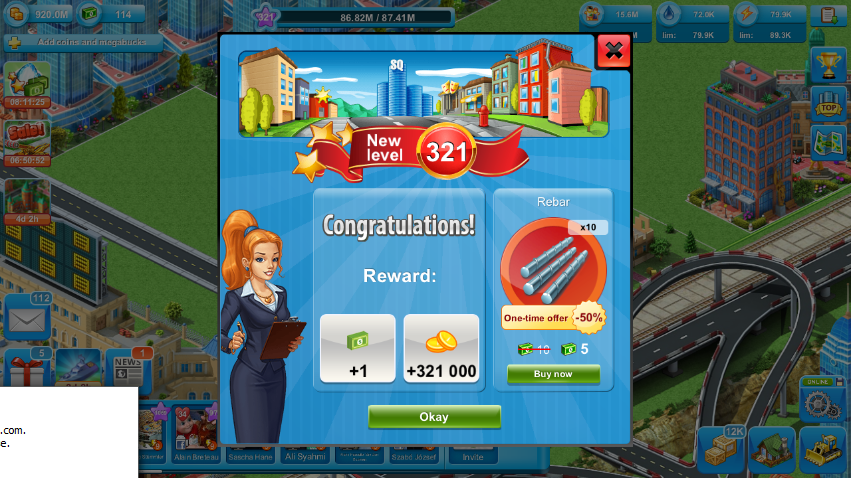 920.0M
114
321
86.82M / 87.41M
15.6M
72.0K
79.9K
lim: 79.9K
lim: 89.3K
Add coins and megabucks
SQ
New
level
321
06:11:25
Sale!
06:50:52
4d 2h
TOP
Congratulations!
Reward:
+1
+321 000
Rebar
x10
One-time offer
-50%
10
5
Buy now
Okay
112
5
NEWS
1
ONLINE
12K
.com.
e.
34
Sascha Hane
Ali Syahmi
Szabó József
Invite